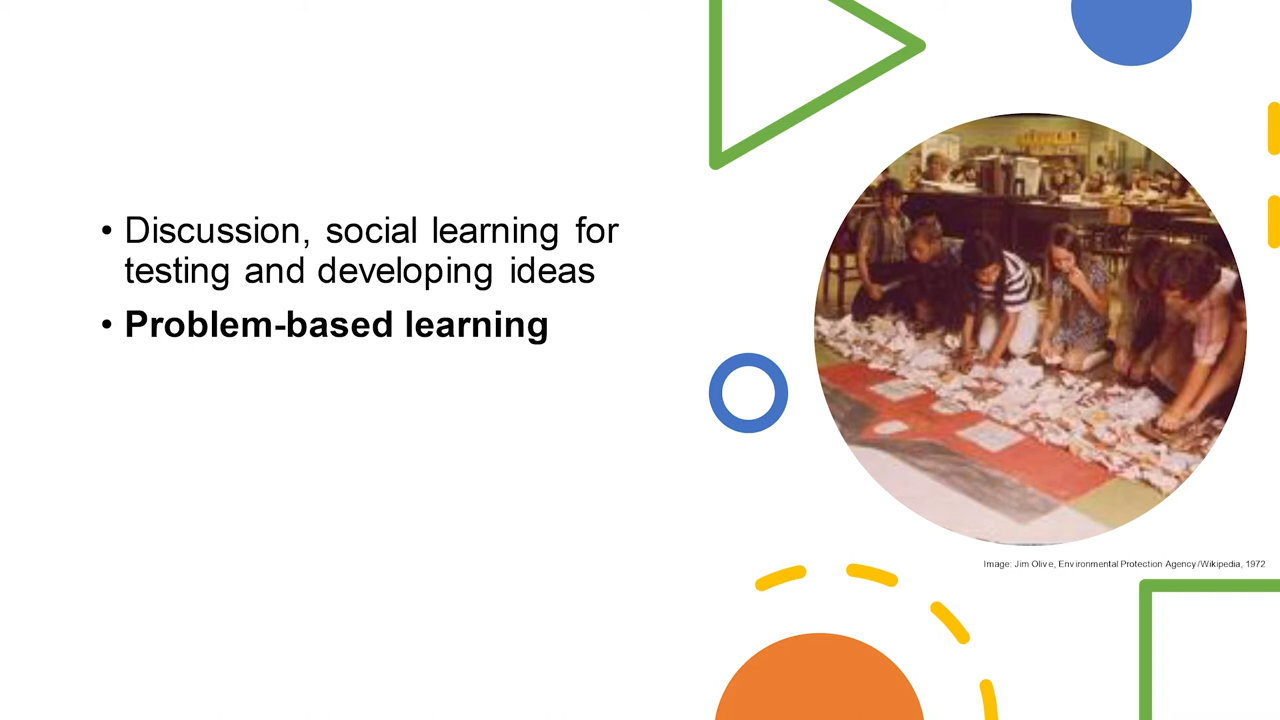 • Discussion, social learning for
testing and developing ideas
• Problem-based learning
Image: Jim Olive, Environmental Protection Agency/Wikipedia, 1972